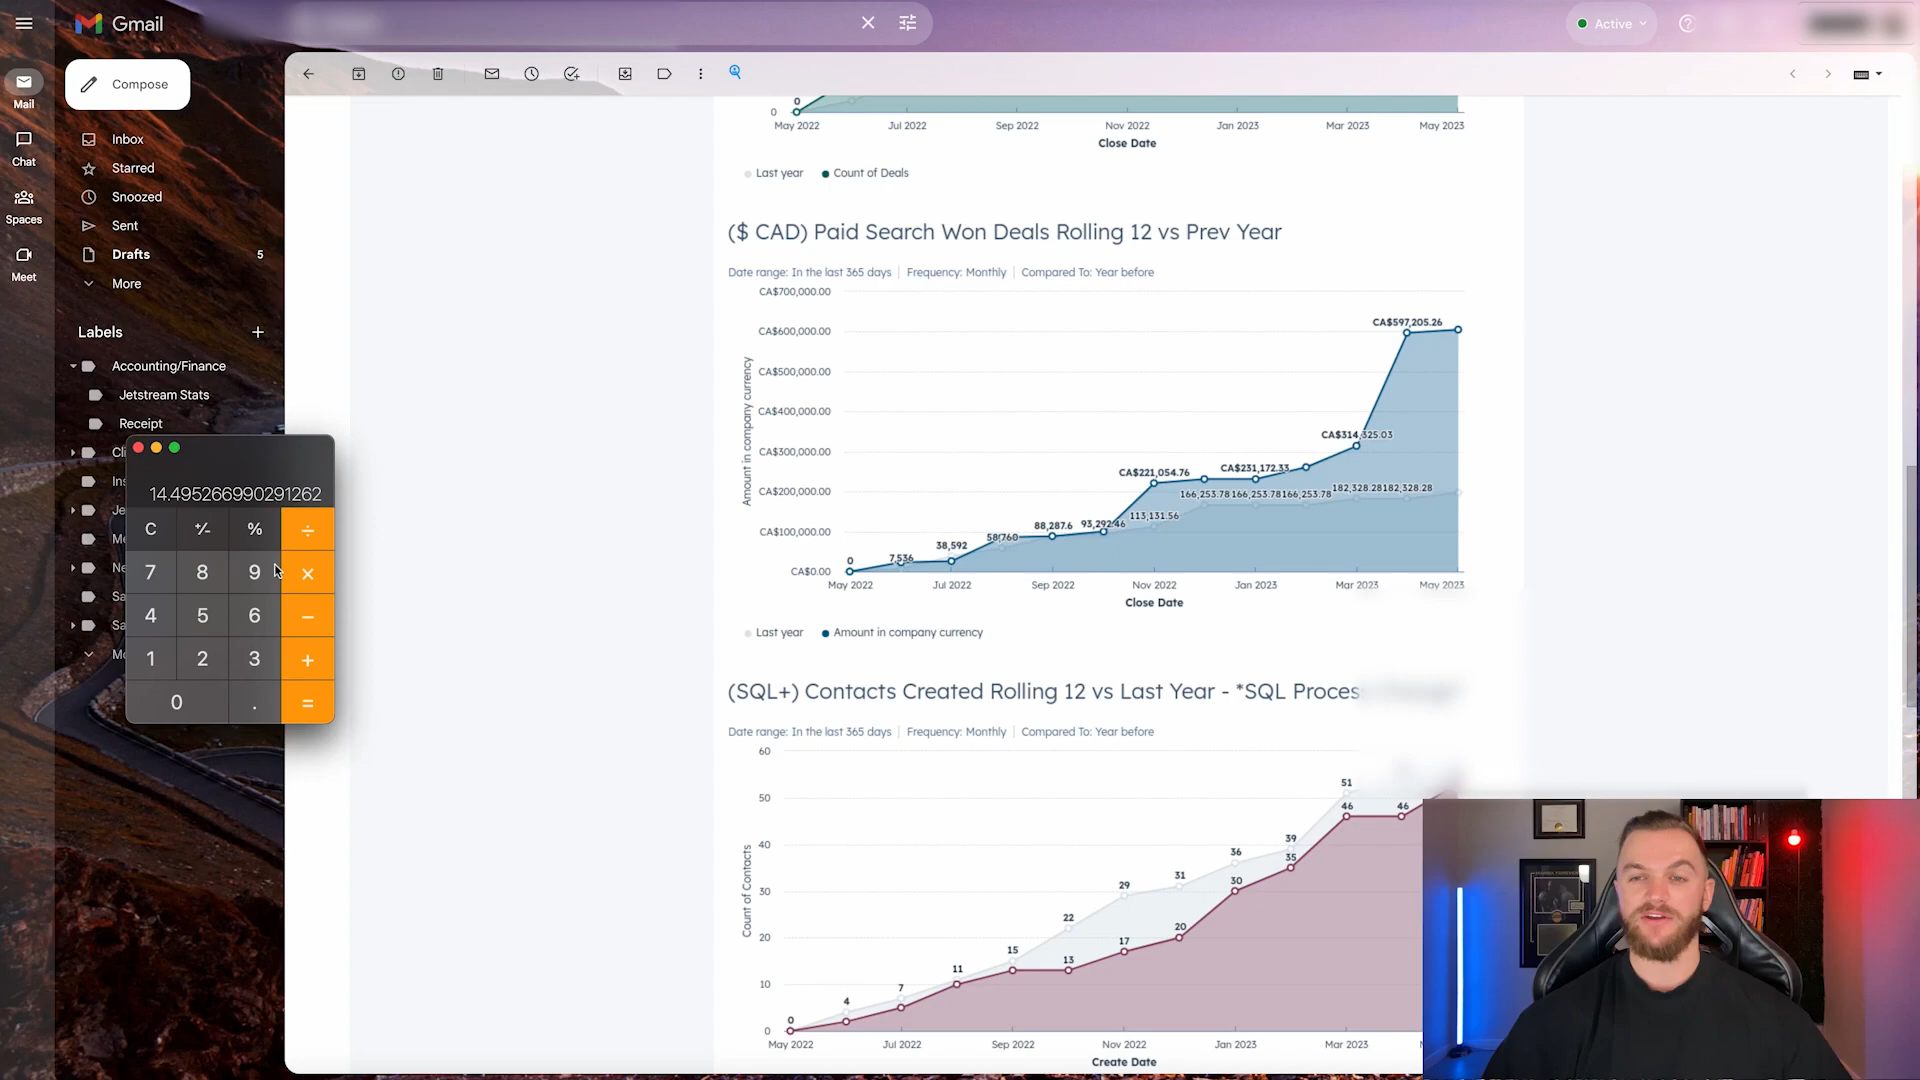 Gmail
Active
Compose
Mail
Inbox
Chat
Starred
Snoozed
Spaces
Sent
Drafts 5
Meet
More
Labels
Accounting/Finance
Jetstream Stats
Receipt
14.495266990291262
C +/- % ÷
7 8 9 ×
4 5 6 −
1 2 3 +
0 . =
0
0
May 2022 Jul 2022 Sep 2022 Nov 2022 Jan 2023 Mar 2023 May 2023
Close Date
Last year Count of Deals
($ CAD) Paid Search Won Deals Rolling 12 vs Prev Year
Date range: In the last 365 days Frequency: Monthly Compared To: Year before
CA$700,000.00
CA$600,000.00
CA$500,000.00
CA$400,000.00
CA$300,000.00
CA$200,000.00
CA$100,000.00
CA$0.00
Amount in company currency
CA$597,205.26
CA$314,325.03
CA$221,054.76 CA$231,172.33
166,253.78 166,253.78 166,253.78 182,328.28 182,328.28
0 7,536 38,592 58,760 88,287.6 93,292.46 113,131.56
May 2022 Jul 2022 Sep 2022 Nov 2022 Jan 2023 Mar 2023 May 2023
Close Date
Last year Amount in company currency
(SQL+) Contacts Created Rolling 12 vs Last Year - *SQL Proces
Date range: In the last 365 days Frequency: Monthly Compared To: Year before
60
50
40
30
20
10
0
Count of Contacts
0 4 7 11 15 22 29 31 36 39 51
13 17 20 30 35 46 46
May 2022 Jul 2022 Sep 2022 Nov 2022 Jan 2023 Mar 2023
Create Date